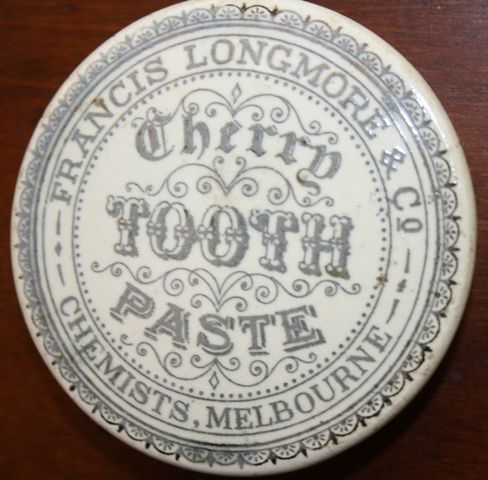 FRANCIS LONGMORE & Co
Cherry
TOOTH
PASTE
CHEMISTS, MELBOURNE